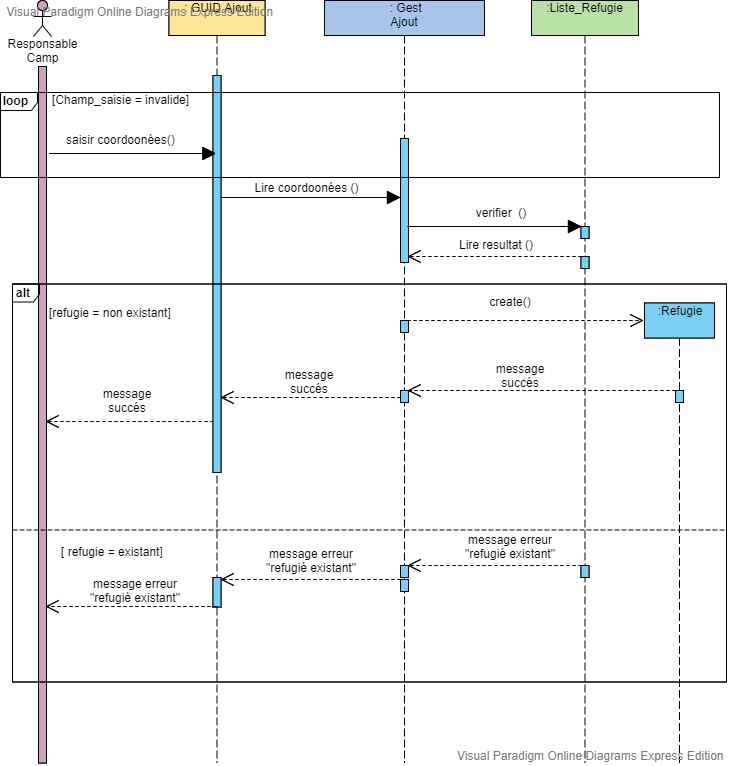 Visual Paradigm Online Diagrams Express Edition
: GUID Ajout
: Gest
Ajout
:Liste_Refugie
Responsable
Camp
loop
[Champ_saisie = invalide]
saisir coordoonées()
Lire coordoonées ()
verifier ()
Lire resultat ()
alt
[refugie = non existant]
create()
:Refugie
message
succés
message
succés
message
succés
[ refugie = existant]
message erreur
"refugié existant"
message erreur
"refugié existant"
message erreur
"refugié existant"
Visual Paradigm Online Diagrams Express Edition